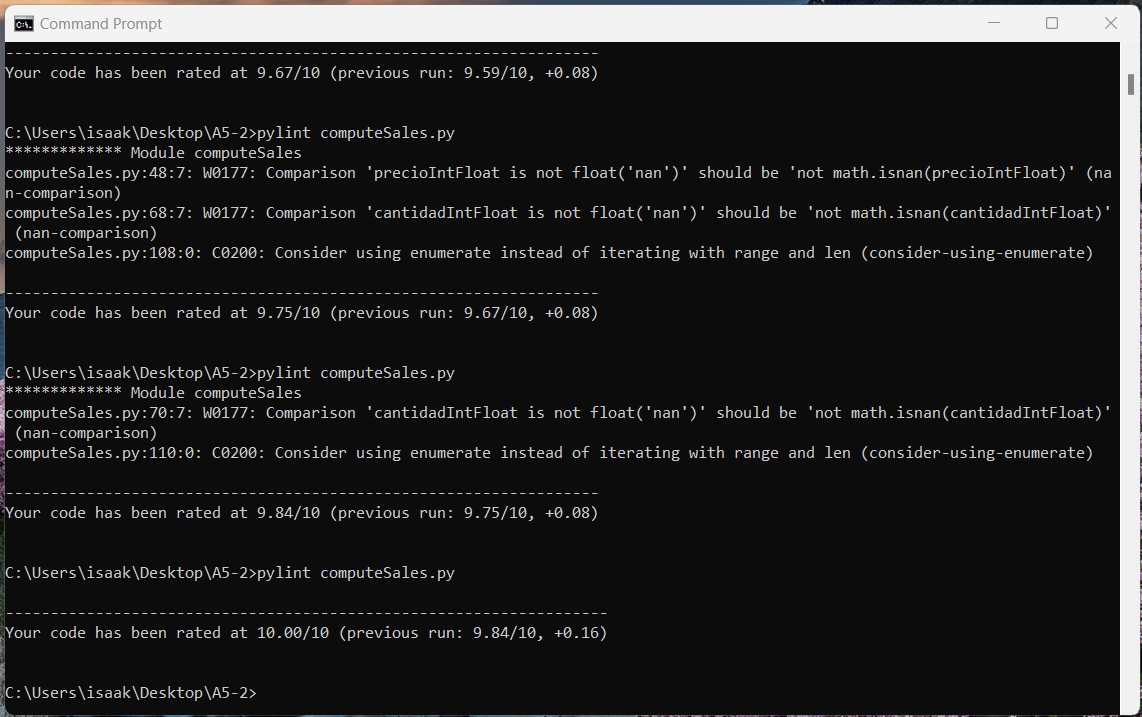 Command Prompt
-----------------------------------------------------------------
Your code has been rated at 9.67/10 (previous run: 9.59/10, +0.08)
C:\Users\isaak\Desktop\A5-2>pylint computeSales.py
************* Module computeSales
computeSales.py:48:7: W0177: Comparison 'precioIntFloat is not float('nan')' should be 'not math.isnan(precioIntFloat)' (na
n-comparison)
computeSales.py:68:7: W0177: Comparison 'cantidadIntFloat is not float('nan')' should be 'not math.isnan(cantidadIntFloat)'
(nan-comparison)
computeSales.py:108:0: C0200: Consider using enumerate instead of iterating with range and len (consider-using-enumerate)
------------------------------------------------------------------
Your code has been rated at 9.75/10 (previous run: 9.67/10, +0.08)
C:\Users\isaak\Desktop\A5-2>pylint computeSales.py
************* Module computeSales
computeSales.py:70:7: W0177: Comparison 'cantidadIntFloat is not float('nan')' should be 'not math.isnan(cantidadIntFloat)'
(nan-comparison)
computeSales.py:110:0: C0200: Consider using enumerate instead of iterating with range and len (consider-using-enumerate)
------------------------------------------------------------------
Your code has been rated at 9.84/10 (previous run: 9.75/10, +0.08)
C:\Users\isaak\Desktop\A5-2>pylint computeSales.py
-------------------------------------------------------------------
Your code has been rated at 10.00/10 (previous run: 9.84/10, +0.16)
C:\Users\isaak\Desktop\A5-2>